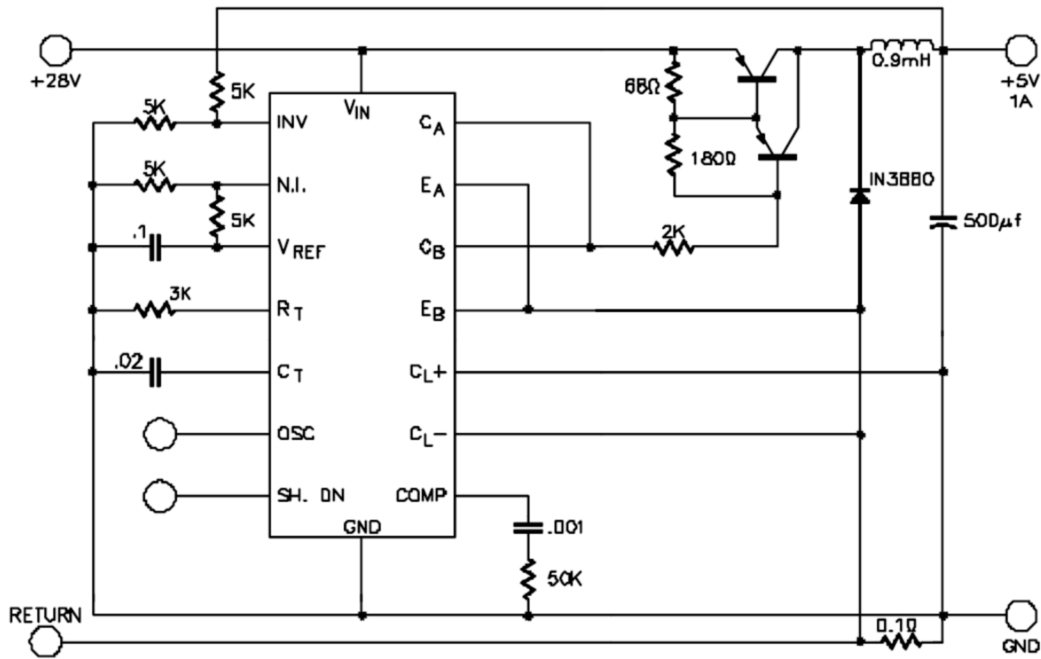 +28V
5K
5K
5K
5K
.1
3K
.02
INV
N.I.
VREF
RT
CT
OSC
SH. DN
VIN
GND
CA
EA
CB
EB
CL+
CL−
COMP
68Ω
180Ω
2K
IN3880
0.9mH
+5V
1A
500µf
.001
50K
RETURN
0.1Ω
GND